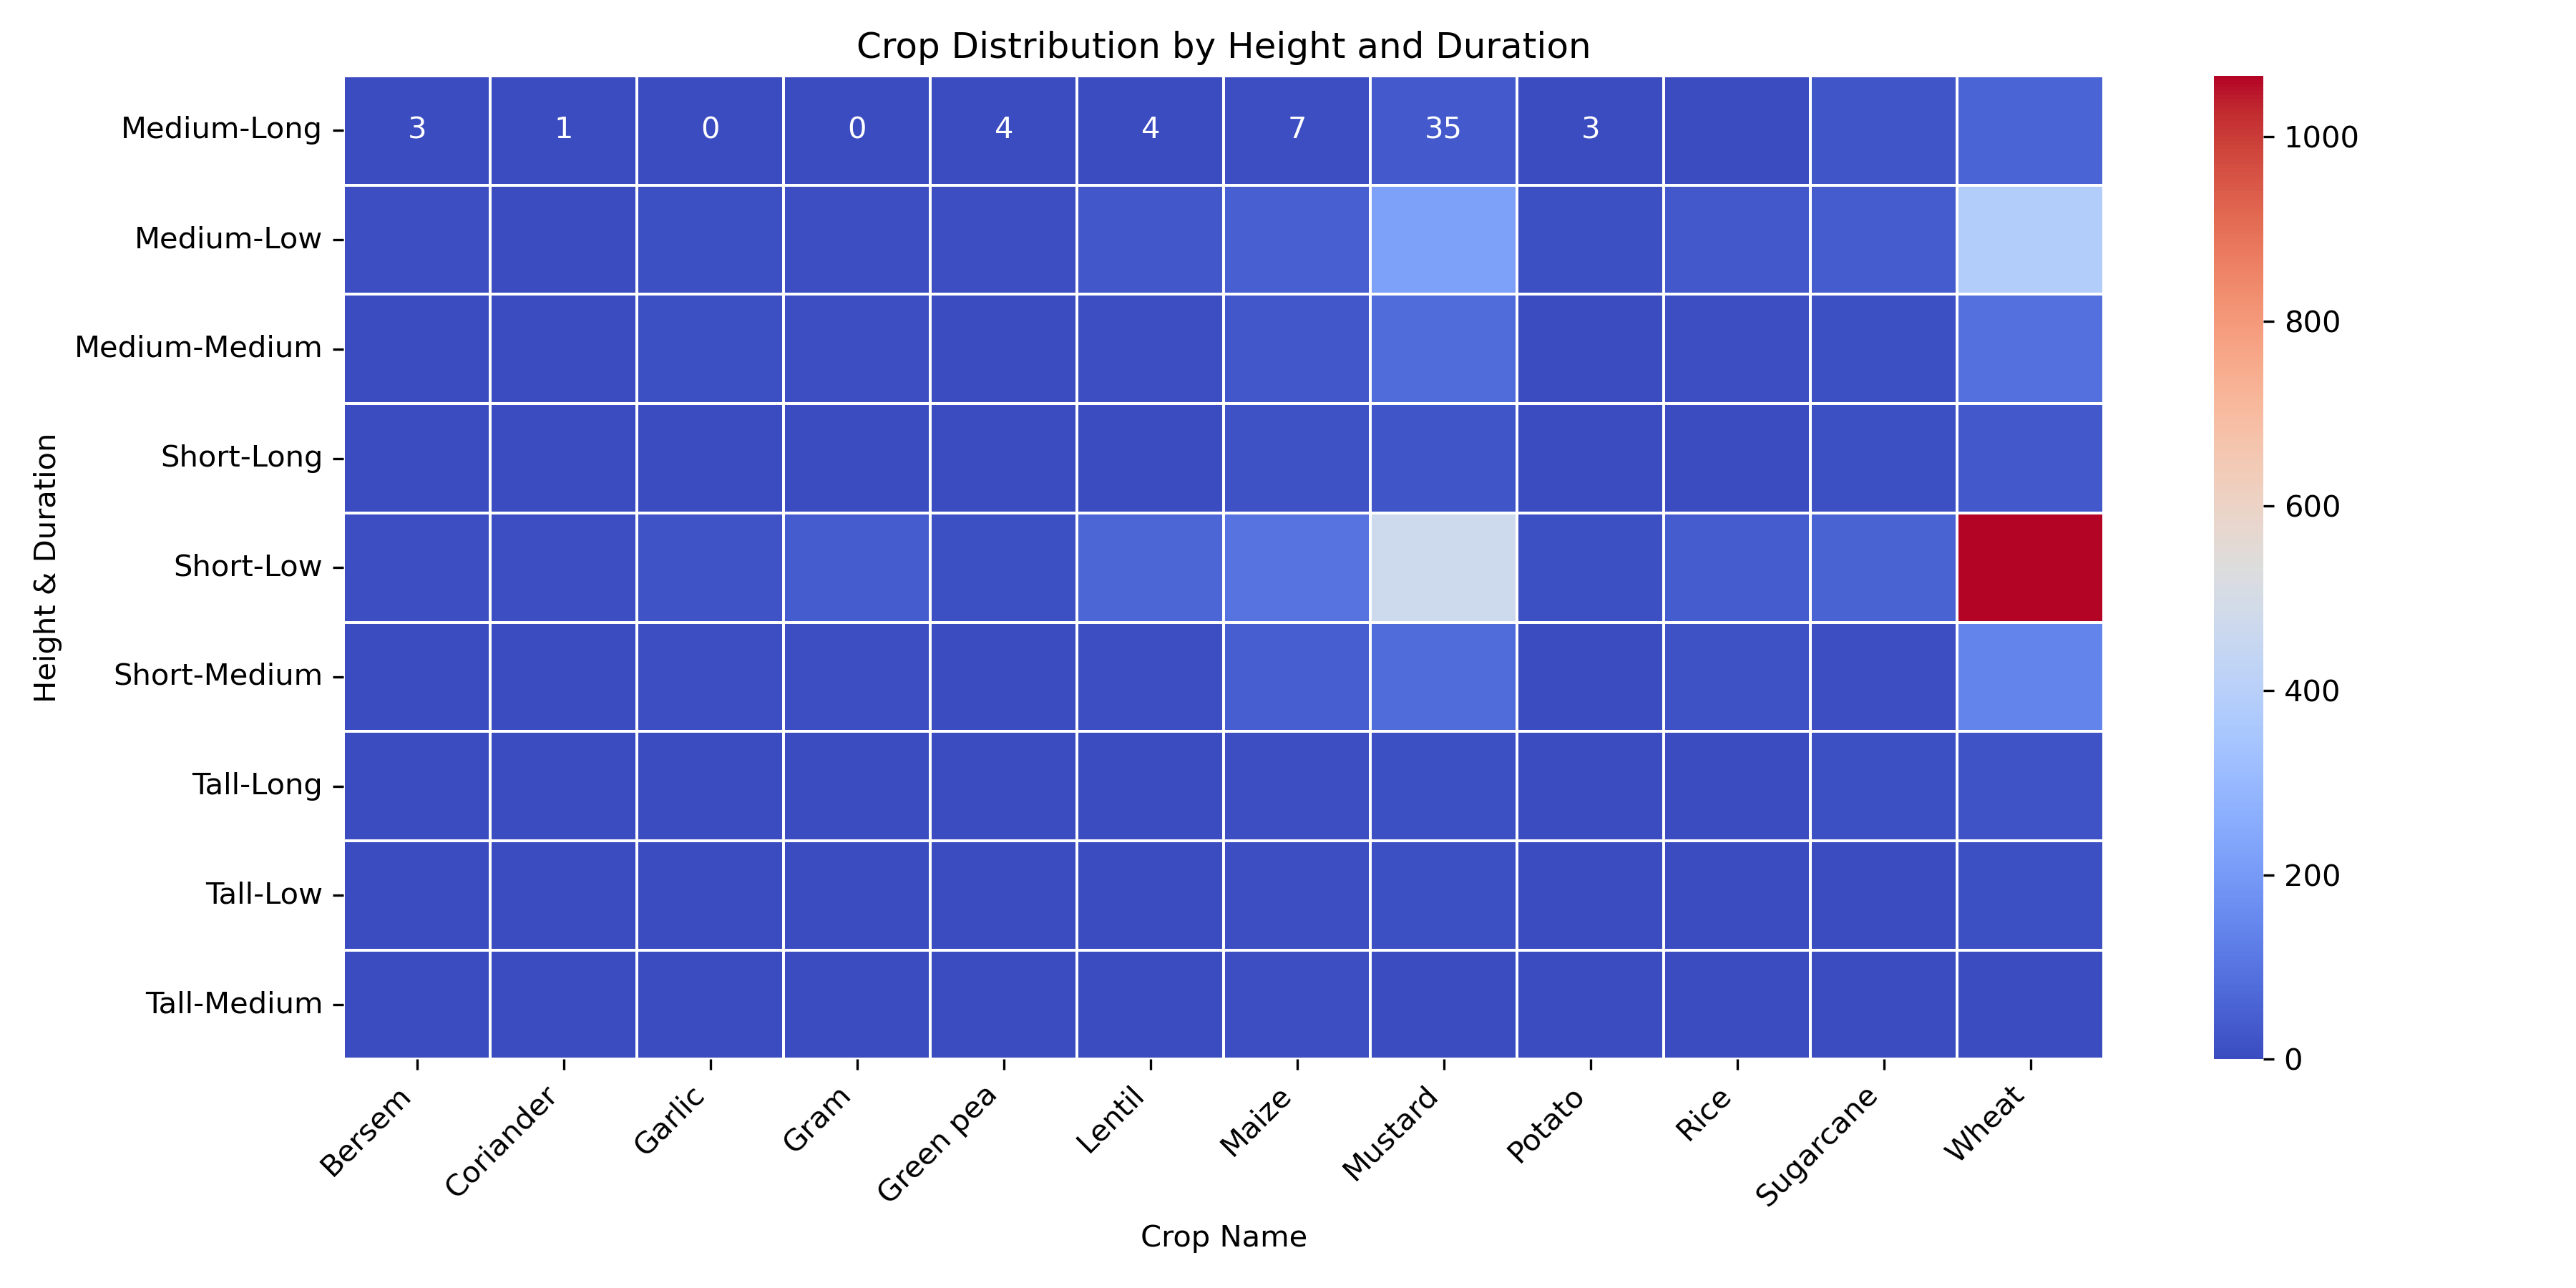 Crop Distribution by Height and Duration
Medium-Long 3 1 0 0 4 4 7 35 3
Medium-Low
Medium-Medium
Short-Long
Short-Low
Short-Medium
Tall-Long
Tall-Low
Tall-Medium
Height & Duration
Bersem Coriander Garlic Gram Green pea Lentil Maize Mustard Potato Rice Sugarcane Wheat
Crop Name
1000
800
600
400
200
0